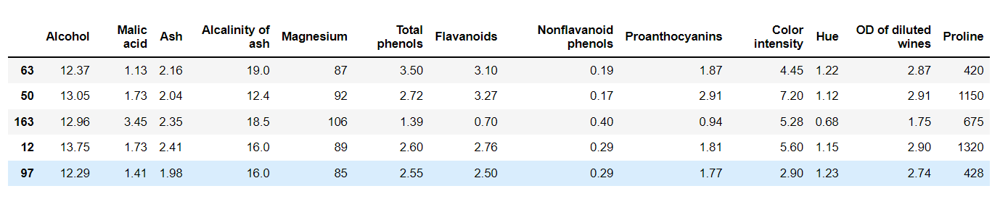 Alcohol Malic acid Ash Alcalinity of ash Magnesium Total phenols Flavanoids Nonflavanoid phenols Proanthocyanins Color intensity Hue OD of diluted wines Proline
63 12.37 1.13 2.16 19.0 87 3.50 3.10 0.19 1.87 4.45 1.22 2.87 420
50 13.05 1.73 2.04 12.4 92 2.72 3.27 0.17 2.91 7.20 1.12 2.91 1150
163 12.96 3.45 2.35 18.5 106 1.39 0.70 0.40 0.94 5.28 0.68 1.75 675
12 13.75 1.73 2.41 16.0 89 2.60 2.76 0.29 1.81 5.60 1.15 2.90 1320
97 12.29 1.41 1.98 16.0 85 2.55 2.50 0.29 1.77 2.90 1.23 2.74 428